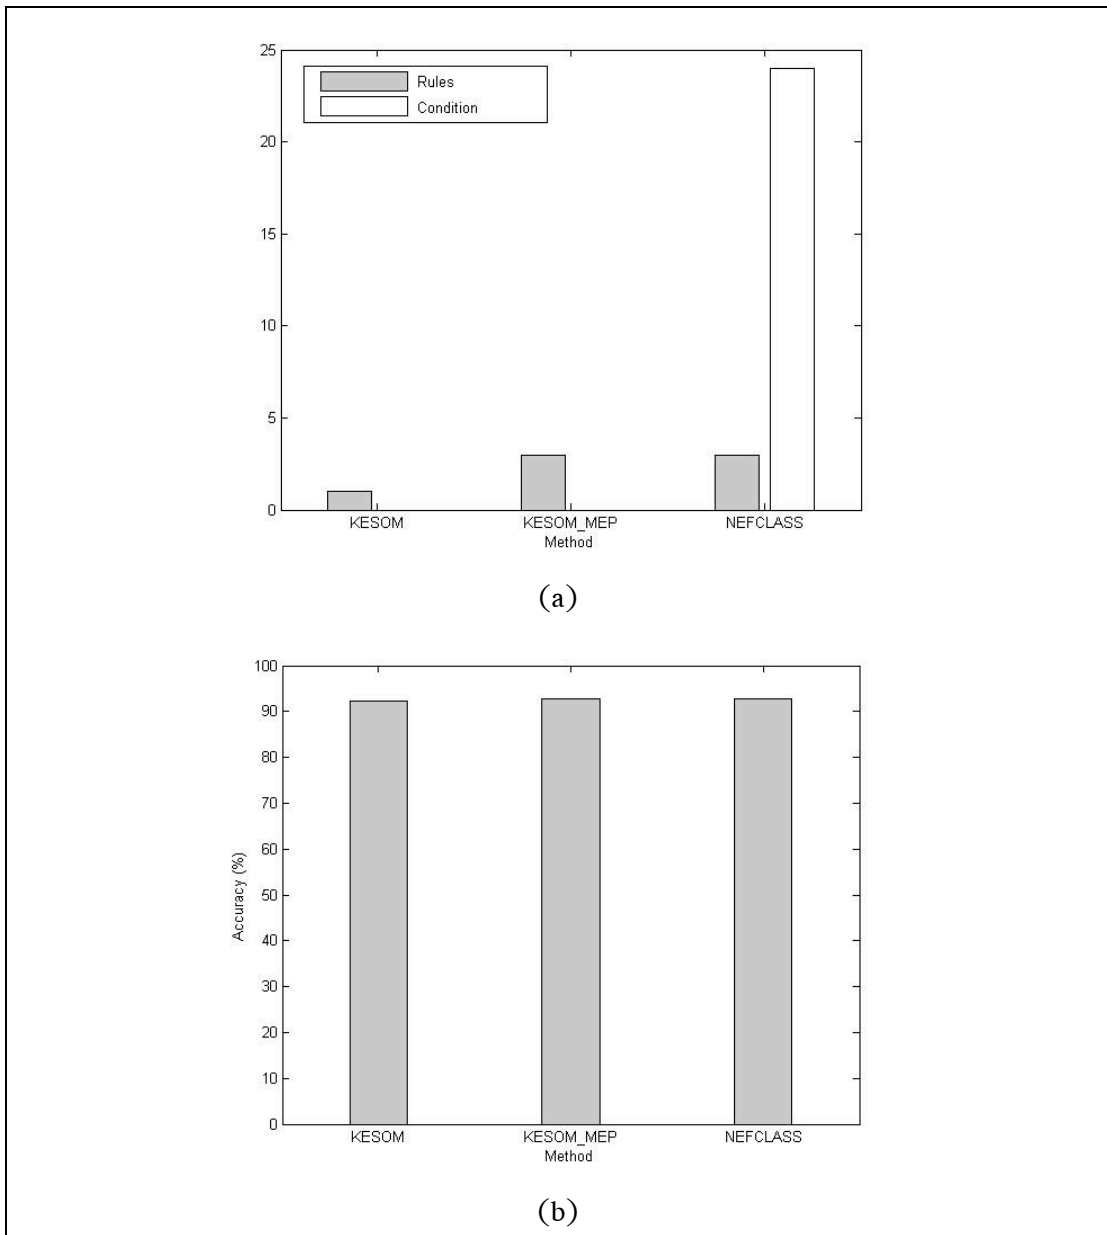 25
Rules
Condition
20
15
10
5
0
KESOM KESOM_MEP NEFCLASS
Method
(a)
100
90
80
70
60
50
40
30
20
10
0
Accuracy (%)
KESOM KESOM_MEP NEFCLASS
Method
(b)